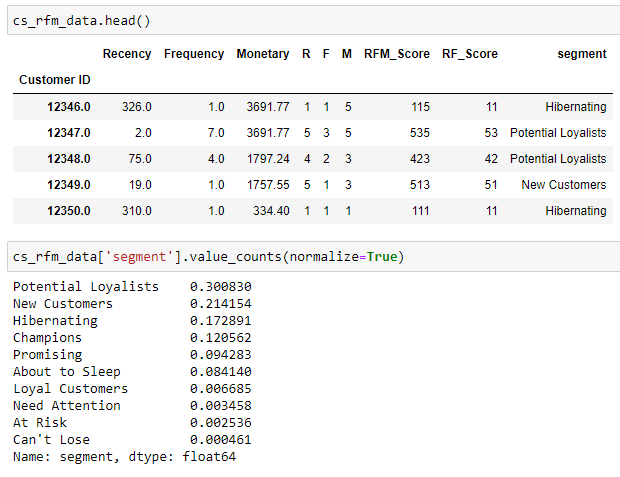 cs_rfm_data.head()
Recency Frequency Monetary R F M RFM_Score RF_Score segment
Customer ID
12346.0 326.0 1.0 3691.77 1 1 5 115 11 Hibernating
12347.0 2.0 7.0 3691.77 5 3 5 535 53 Potential Loyalists
12348.0 75.0 4.0 1797.24 4 2 3 423 42 Potential Loyalists
12349.0 19.0 1.0 1757.55 5 1 3 513 51 New Customers
12350.0 310.0 1.0 334.40 1 1 1 111 11 Hibernating
cs_rfm_data['segment'].value_counts(normalize=True)
Potential Loyalists 0.300830
New Customers 0.214154
Hibernating 0.172891
Champions 0.120562
Promising 0.094283
About to Sleep 0.084140
Loyal Customers 0.006685
Need Attention 0.003458
At Risk 0.002536
Can't Lose 0.000461
Name: segment, dtype: float64